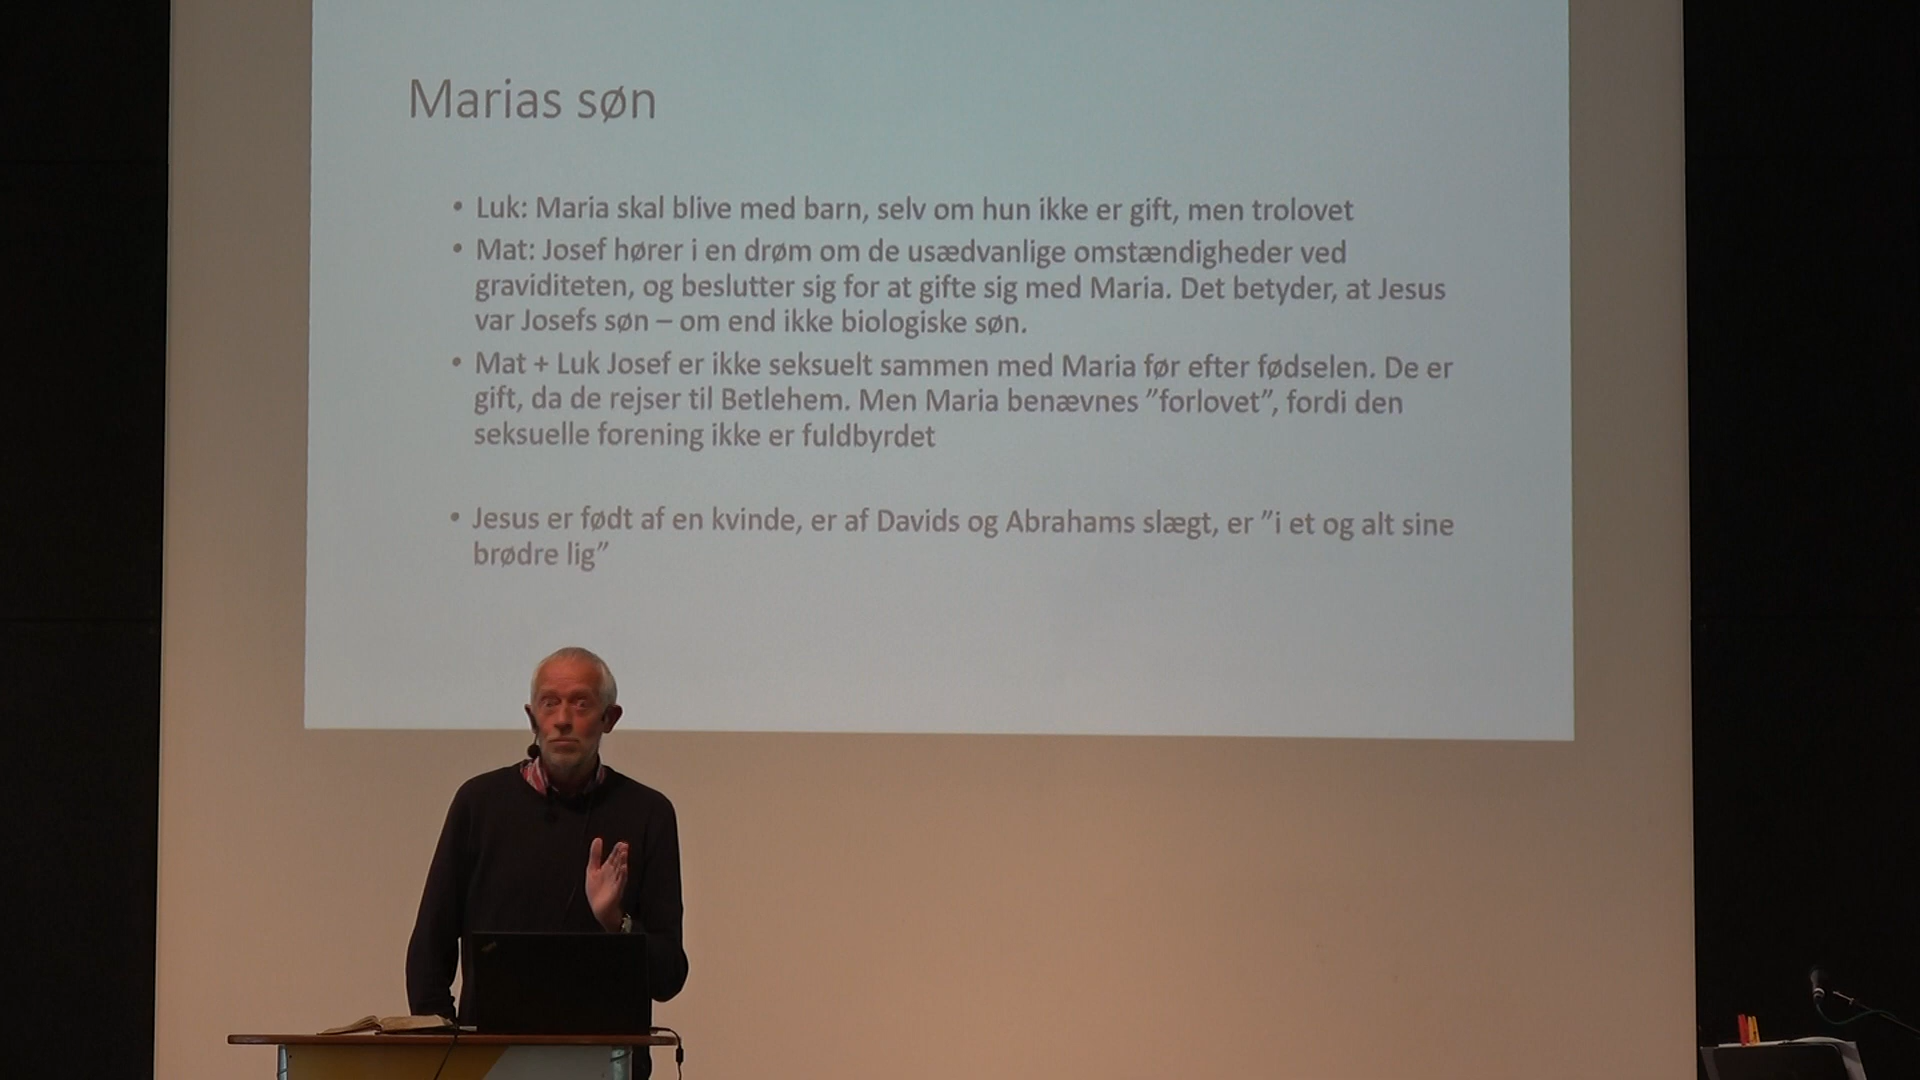 Marias søn
• Luk: Maria skal blive med barn, selv om hun ikke er gift, men trolovet
• Mat: Josef hører i en drøm om de usædvanlige omstændigheder ved
graviditeten, og beslutter sig for at gifte sig med Maria. Det betyder, at Jesus
var Josefs søn – om end ikke biologiske søn.
• Mat + Luk Josef er ikke seksuelt sammen med Maria før efter fødselen. De er
gift, da de rejser til Betlehem. Men Maria benævnes ”forlovet”, fordi den
seksuelle forening ikke er fuldbyrdet
• Jesus er født af en kvinde, er af Davids og Abrahams slægt, er ”i et og alt sine
brødre lig”